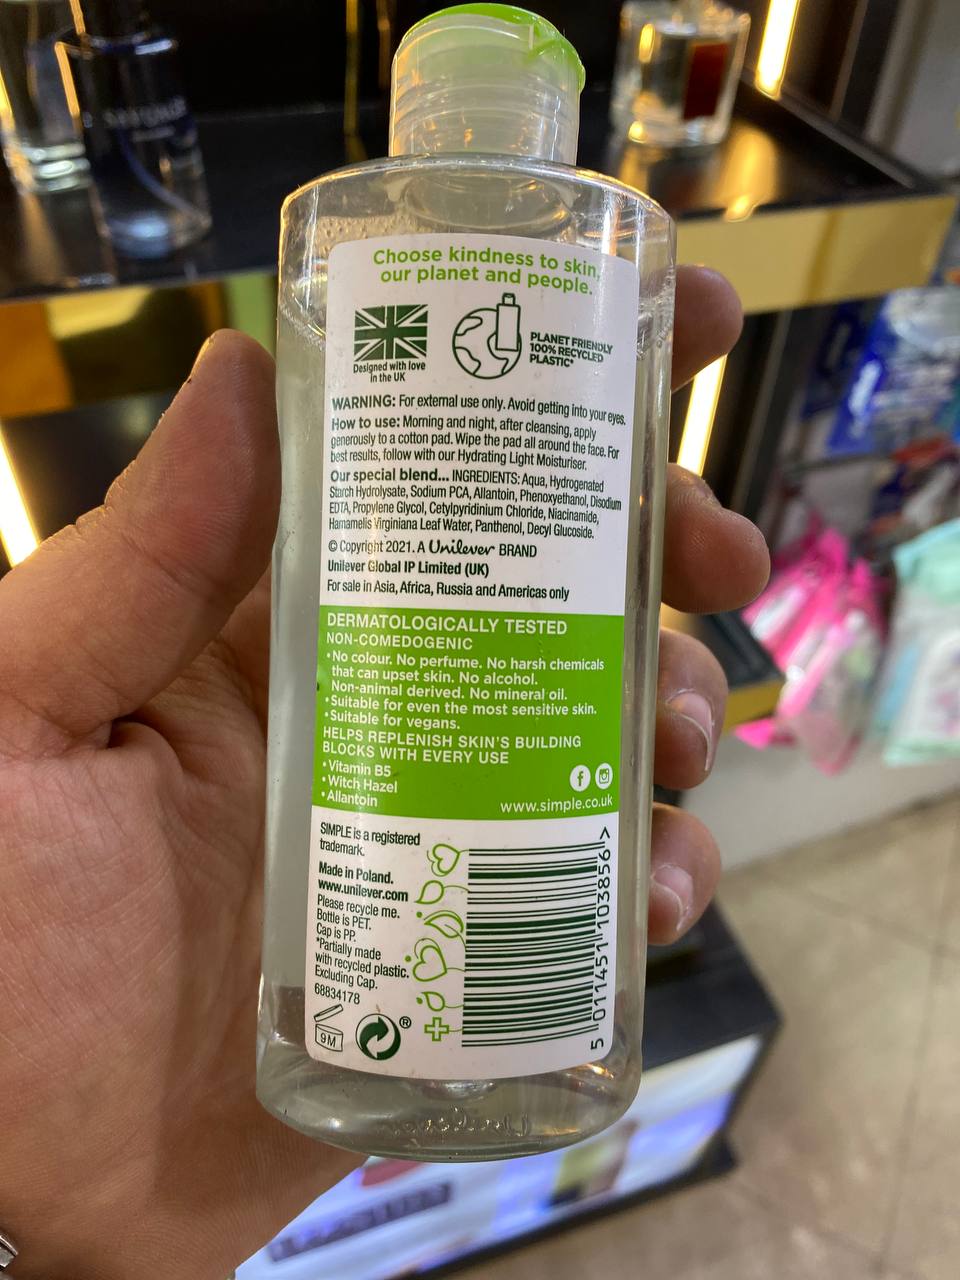 Choose kindness to skin,
our planet and people.
Designed with love
in the UK
PLANET FRIENDLY
100% RECYCLED
PLASTIC*
WARNING: For external use only. Avoid getting into your eyes.
How to use: Morning and night, after cleansing, apply
generously to a cotton pad. Wipe the pad all around the face. For
best results, follow with our Hydrating Light Moisturiser.
Our special blend... INGREDIENTS: Aqua, Hydrogenated
Starch Hydrolysate, Sodium PCA, Allantoin, Phenoxyethanol, Disodium
EDTA, Propylene Glycol, Cetylpyridinium Chloride, Niacinamide,
Hamamelis Virginiana Leaf Water, Panthenol, Decyl Glucoside.
© Copyright 2021. A Unilever BRAND
Unilever Global IP Limited (UK)
For sale in Asia, Africa, Russia and Americas only
DERMATOLOGICALLY TESTED
NON-COMEDOGENIC
•No colour. No perfume. No harsh chemicals
that can upset skin. No alcohol.
Non-animal derived. No mineral oil.
•Suitable for even the most sensitive skin.
•Suitable for vegans.
HELPS REPLENISH SKIN'S BUILDING
BLOCKS WITH EVERY USE
•Vitamin B5
•Witch Hazel
•Allantoin
www.simple.co.uk
SIMPLE is a registered
trademark.
Made in Poland.
www.unilever.com
Please recycle me.
Bottle is PET.
Cap is PP.
*Partially made
with recycled plastic.
Excluding Cap.
68834178
9M
®
5 011451 103856 >